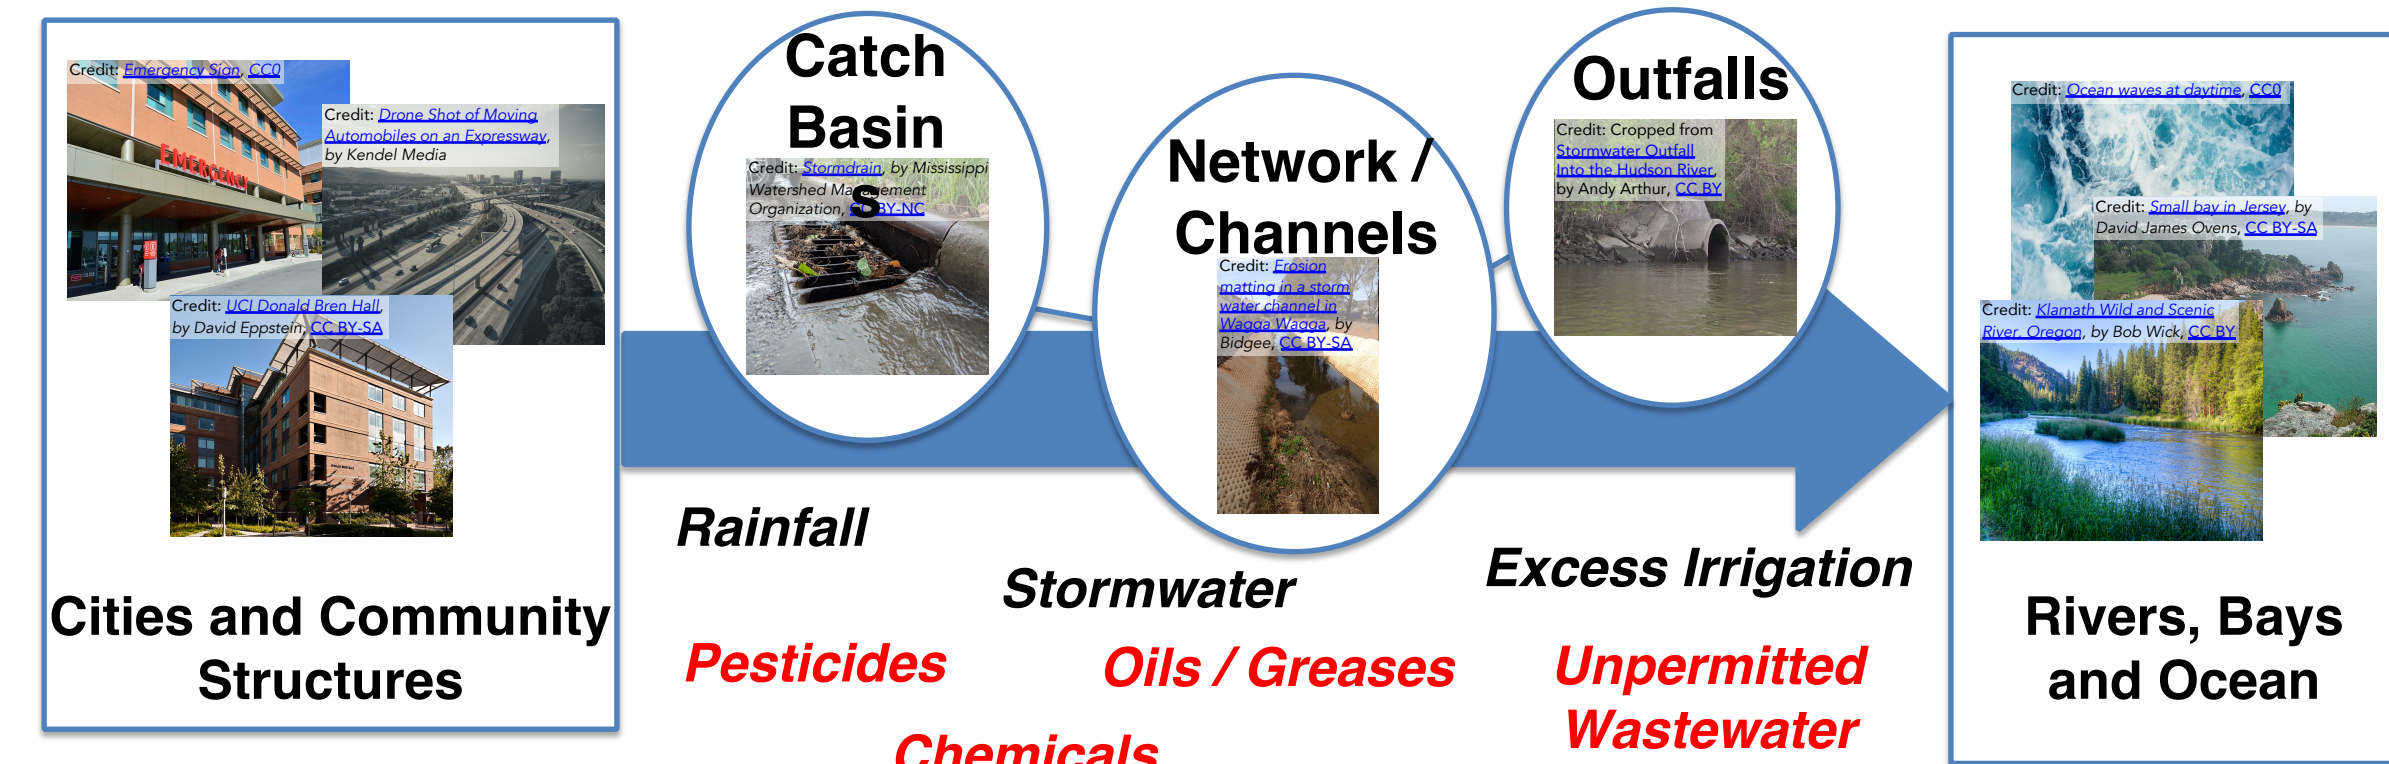 Credit: Emergency Sign, CC0
EMERGENCY
Credit: Drone Shot of Moving
Automobiles on an Expressway,
by Kendel Media
Credit: UCI Donald Bren Hall,
by David Eppstein, CC BY-SA
Cities and Community
Structures
Catch
Basin
s
Credit: Stormdrain, by Mississippi
Watershed Management
Organization, CC BY-NC
Network /
Channels
Credit: Erosion
matting in a storm
water channel in
Wagga Wagga, by
Bidgee, CC BY-SA
Outfalls
Credit: Cropped from
Stormwater Outfall
Into the Hudson River,
by Andy Arthur, CC BY
Rainfall
Stormwater
Excess Irrigation
Pesticides
Oils / Greases
Unpermitted
Wastewater
Chemicals
Credit: Ocean waves at daytime, CC0
Credit: Small bay in Jersey, by
David James Ovens, CC BY-SA
Credit: Klamath Wild and Scenic
River, Oregon, by Bob Wick, CC BY
Rivers, Bays
and Ocean